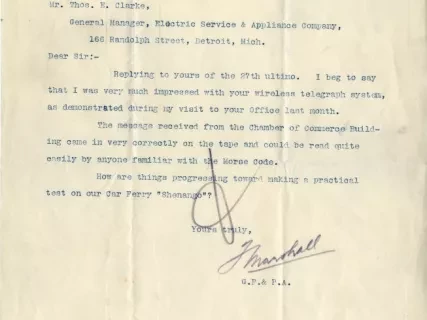 Mr. Thos. E. Clarke,
General Manager, Electric Service & Appliance Company,
166 Randolph Street, Detroit, Mich.
Dear Sir:-
Replying to yours of the 27th ultimo. I beg to say
that I was very much impressed with your wireless telegraph system,
as demonstrated during my visit to your Office last month.
The message received from the Chamber of Commerce Build-
ing came in very correctly on the tape and could be read quite
easily by anyone familiar with the Morse Code.
How are things progressing toward making a practical
test on our Car Ferry "Shenango"?
Yours truly,
J Marshall
G.P.& P.A.